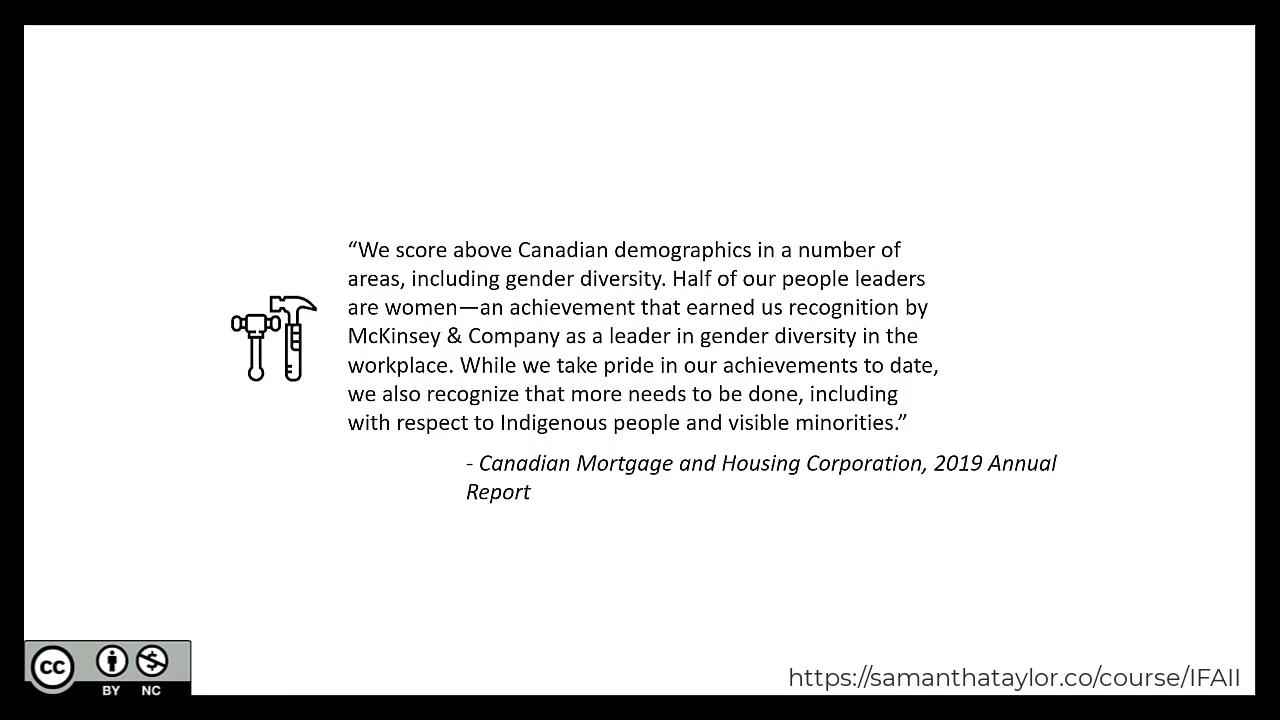 “We score above Canadian demographics in a number of
areas, including gender diversity. Half of our people leaders
are women—an achievement that earned us recognition by
McKinsey & Company as a leader in gender diversity in the
workplace. While we take pride in our achievements to date,
we also recognize that more needs to be done, including
with respect to Indigenous people and visible minorities.”
- Canadian Mortgage and Housing Corporation, 2019 Annual
Report
cc
BY NC
https://samanthataylor.co/course/IFAII